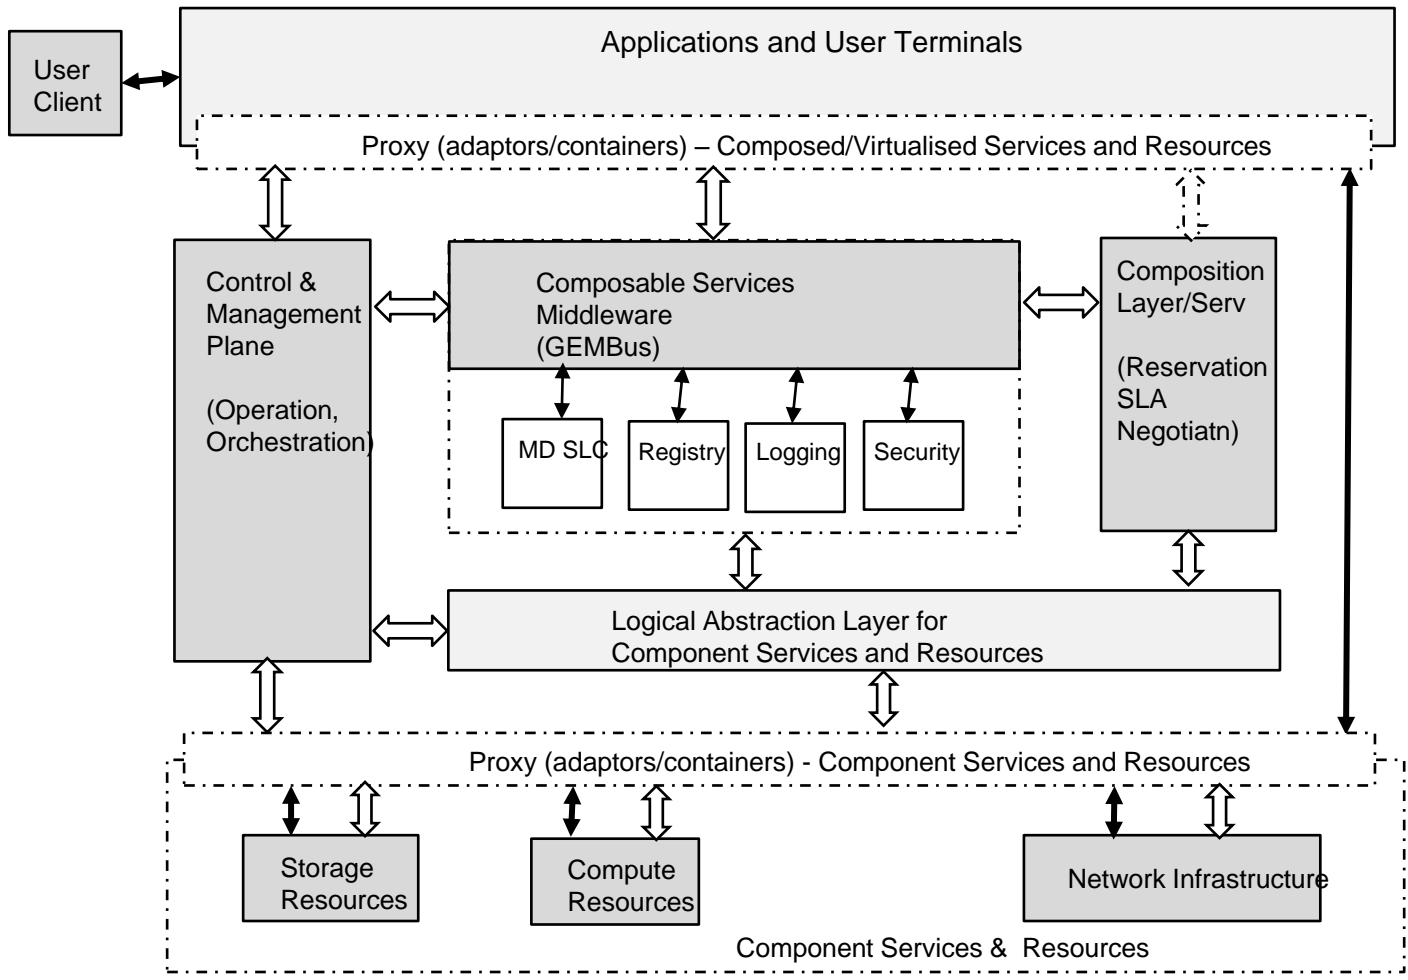 Applications and User Terminals
User
Client
Proxy (adaptors/containers) – Composed/Virtualised Services and Resources
Control &
Management
Plane
(Operation,
Orchestration)
Composable Services
Middleware
(GEMBus)
Composition
Layer/Serv
(Reservation
SLA
Negotiatn)
MD SLC
Registry
Logging
Security
Logical Abstraction Layer for
Component Services and Resources
Proxy (adaptors/containers) - Component Services and Resources
Storage
Resources
Compute
Resources
Network Infrastructure
Component Services & Resources